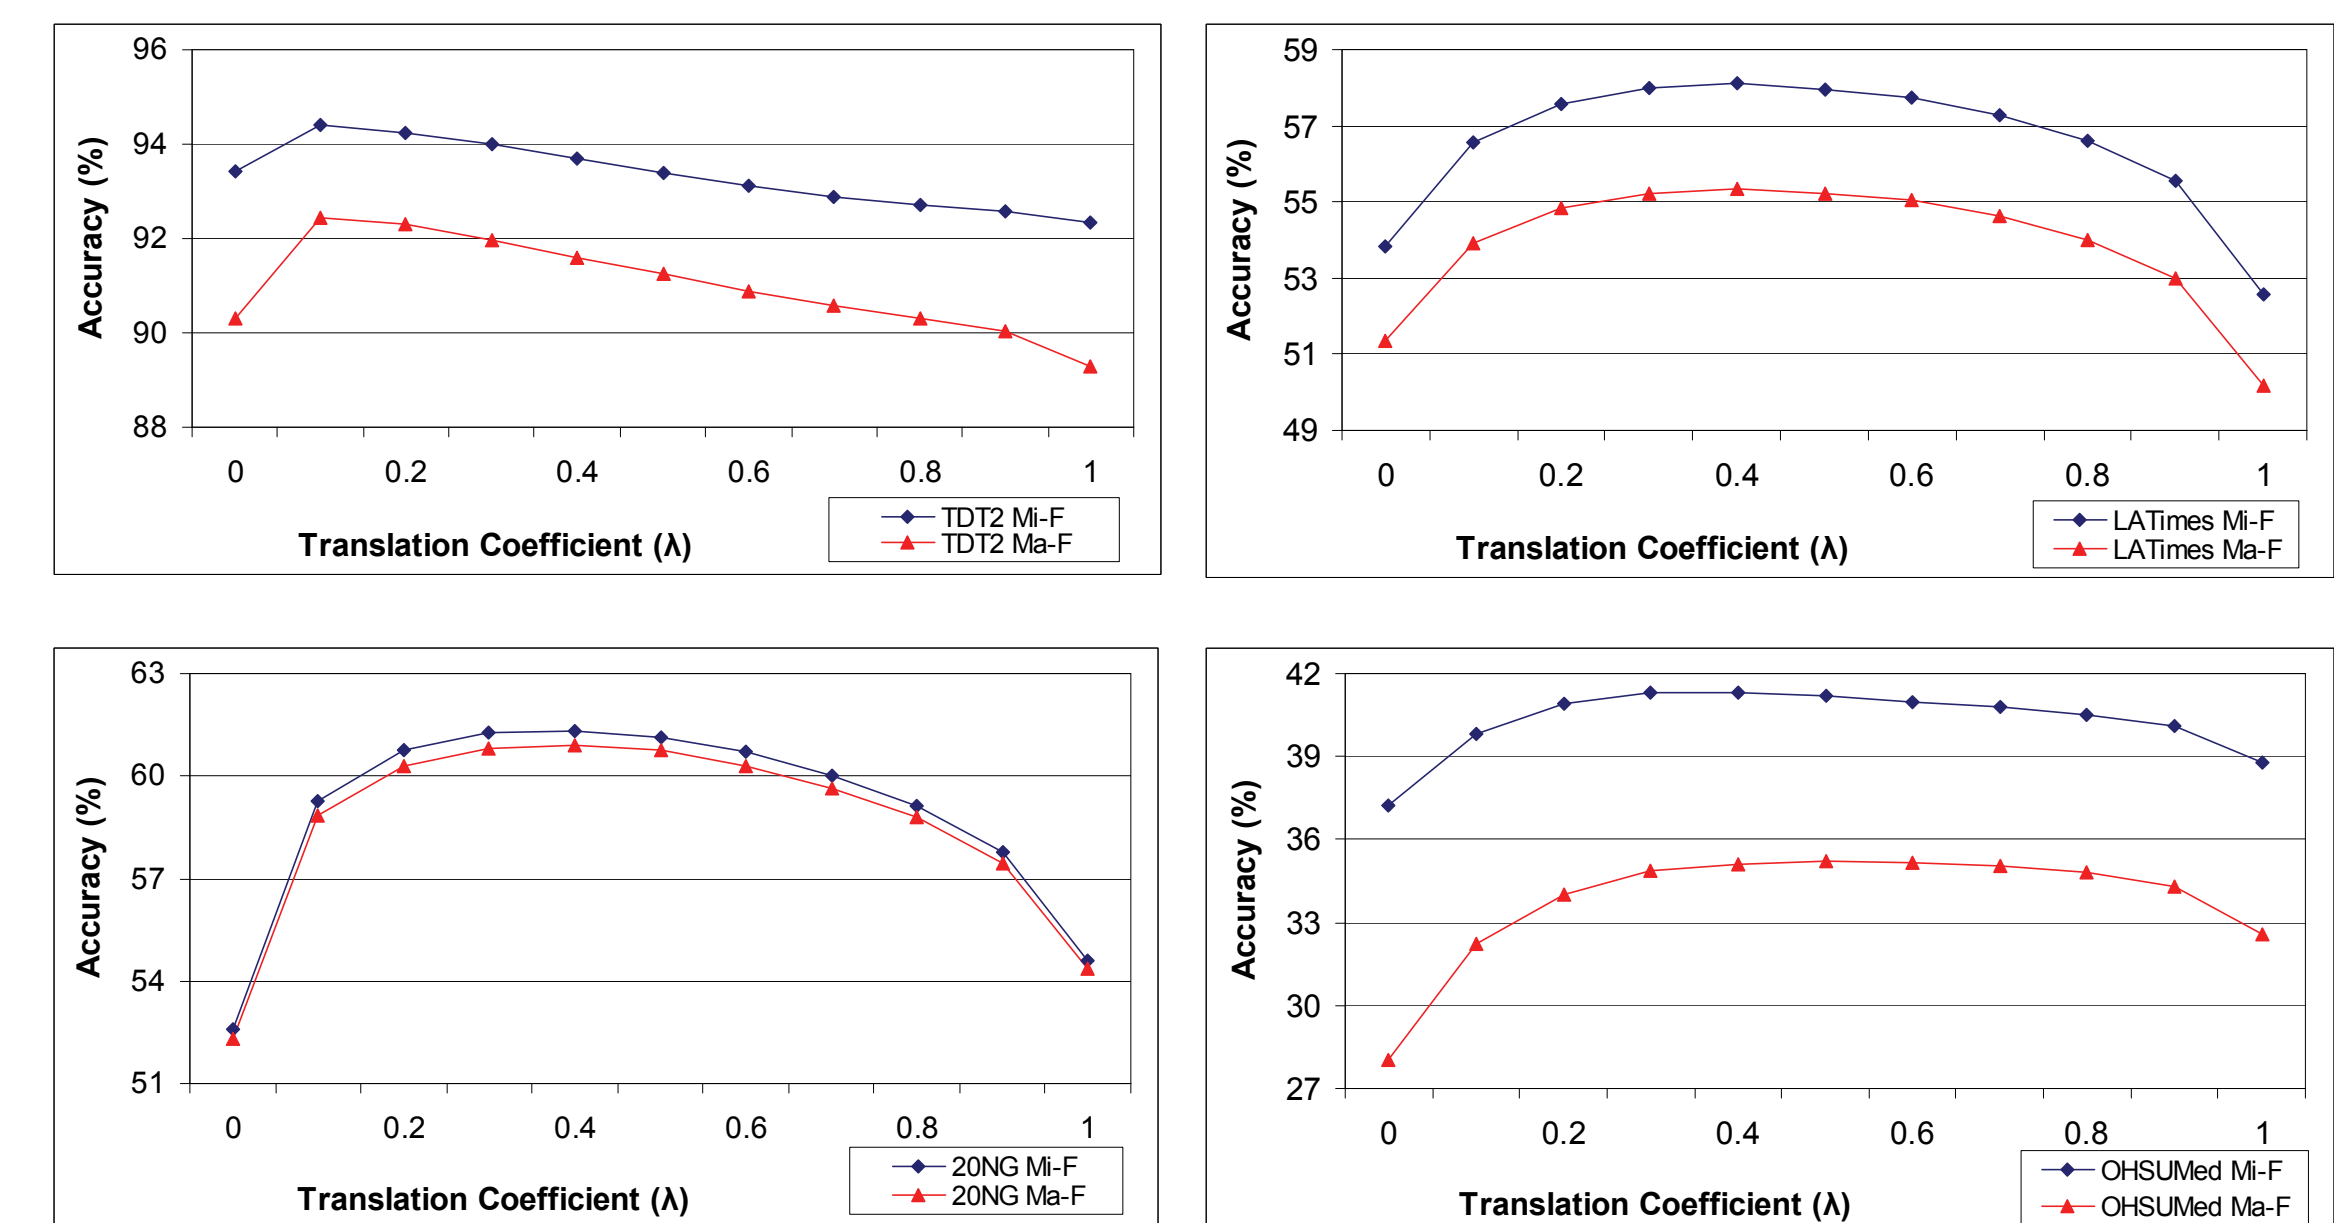 96
94
92
90
88
Accuracy (%)
0 0.2 0.4 0.6 0.8 1
Translation Coefficient (λ)
TDT2 Mi-F
TDT2 Ma-F
59
57
55
53
51
49
Accuracy (%)
0 0.2 0.4 0.6 0.8 1
Translation Coefficient (λ)
LATimes Mi-F
LATimes Ma-F
63
60
57
54
51
Accuracy (%)
0 0.2 0.4 0.6 0.8 1
Translation Coefficient (λ)
20NG Mi-F
20NG Ma-F
42
39
36
33
30
27
Accuracy (%)
0 0.2 0.4 0.6 0.8 1
Translation Coefficient (λ)
OHSUMed Mi-F
OHSUMed Ma-F